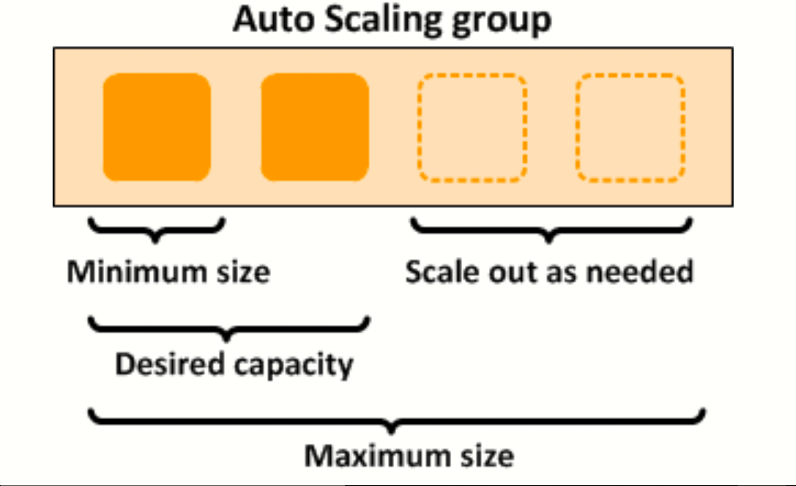 Auto Scaling group
Minimum size
Scale out as needed
Desired capacity
Maximum size